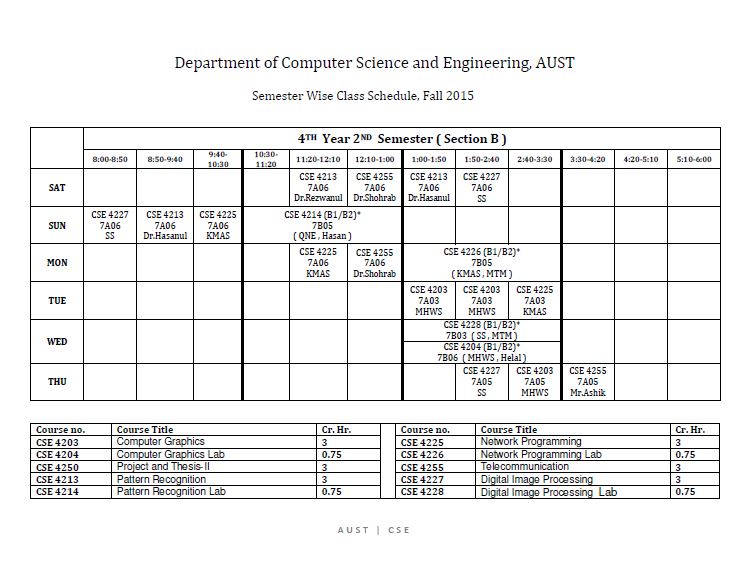 Department of Computer Science and Engineering, AUST
Semester Wise Class Schedule, Fall 2015
4TH Year 2ND Semester ( Section B )
8:00-8:50 8:50-9:40 9:40-10:30 10:30-11:20 11:20-12:10 12:10-1:00 1:00-1:50 1:50-2:40 2:40-3:30 3:30-4:20 4:20-5:10 5:10-6:00
SAT
CSE 4213 CSE 4255 CSE 4213 CSE 4227
7A06 7A06 7A06 7A06
Dr.Rezwanul Dr.Shohrab Dr.Hasanul SS
SUN
CSE 4227 CSE 4213 CSE 4225 CSE 4214 (B1/B2)*
7A06 7A06 7A06 7B05
SS Dr.Hasanul KMAS ( QNE , Hasan )
MON
CSE 4225 CSE 4255 CSE 4226 (B1/B2)*
7A06 7A06 7B05
KMAS Dr.Shohrab ( KMAS , MTM )
TUE
CSE 4203 CSE 4203 CSE 4225
7A03 7A03 7A03
MHWS MHWS KMAS
WED
CSE 4228 (B1/B2)*
7B03 ( SS , MTM )
CSE 4204 (B1/B2)*
7B06 ( MHWS , Helal )
THU
CSE 4227 CSE 4203 CSE 4255
7A05 7A05 7A05
SS MHWS Mr.Ashik
Course no. Course Title Cr. Hr. Course no. Course Title Cr. Hr.
CSE 4203 Computer Graphics 3 CSE 4225 Network Programming 3
CSE 4204 Computer Graphics Lab 0.75 CSE 4226 Network Programming Lab 0.75
CSE 4250 Project and Thesis-II 3 CSE 4255 Telecommunication 3
CSE 4213 Pattern Recognition 3 CSE 4227 Digital Image Processing 3
CSE 4214 Pattern Recognition Lab 0.75 CSE 4228 Digital Image Processing Lab 0.75
AUST | CSE